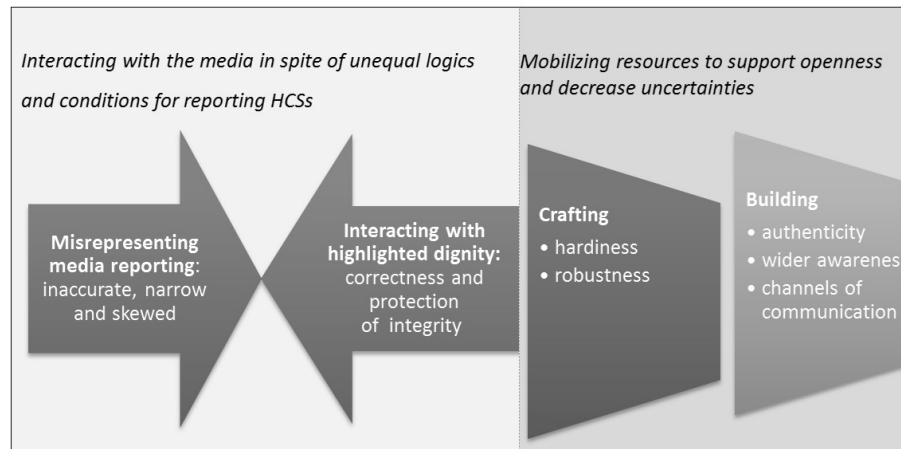 Interacting with the media in spite of unequal logics
and conditions for reporting HCSs
Mobilizing resources to support openness
and decrease uncertainties
Misrepresenting
media reporting:
inaccurate, narrow
and skewed
Interacting with
highlighted dignity:
correctness and
protection
of integrity
Crafting
• hardiness
• robustness
Building
• authenticity
• wider awarenes
• channels of
communication